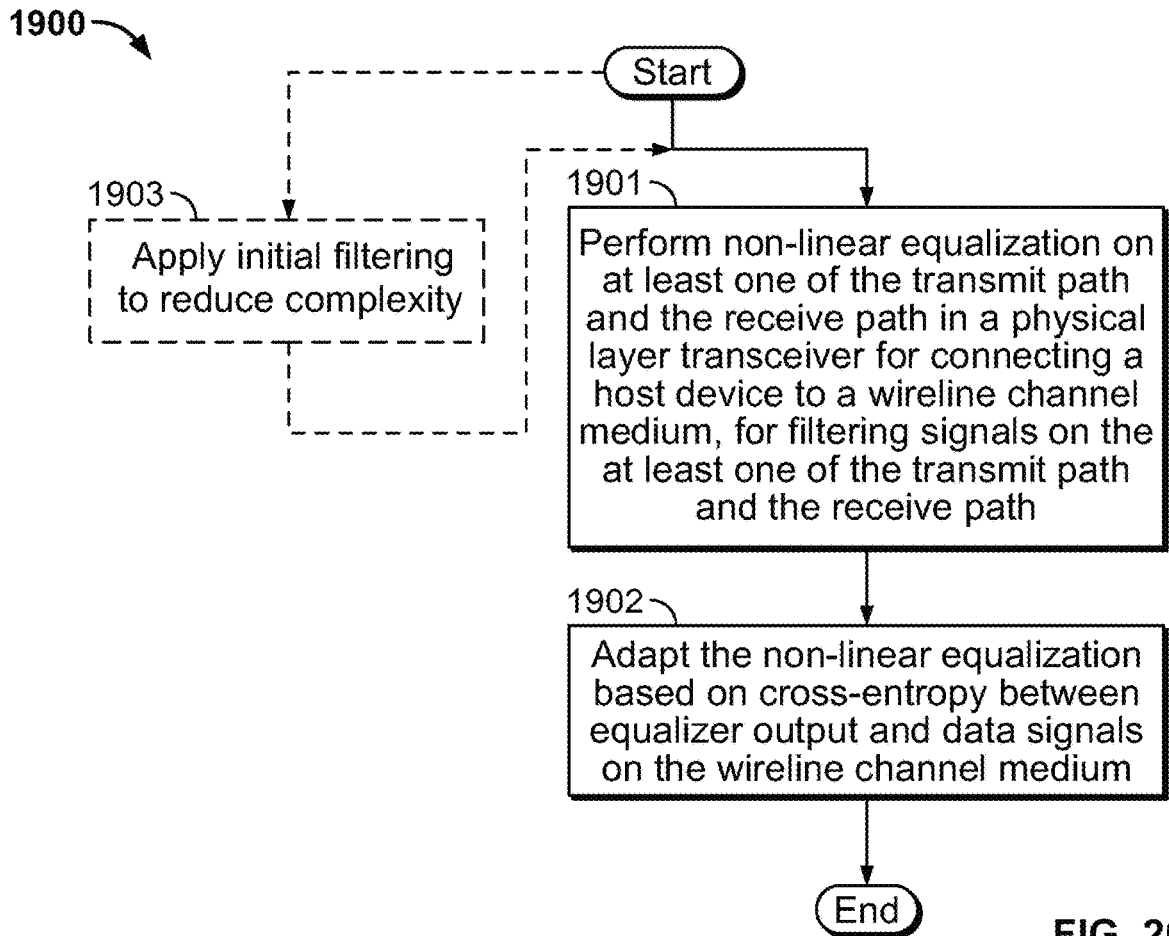 1900
Start
1903
Apply initial filtering
to reduce complexity
1901
Perform non-linear equalization on
at least one of the transmit path
and the receive path in a physical
layer transceiver for connecting a
host device to a wireline channel
medium, for filtering signals on the
at least one of the transmit path
and the receive path
1902
Adapt the non-linear equalization
based on cross-entropy between
equalizer output and data signals
on the wireline channel medium
End
FIG.